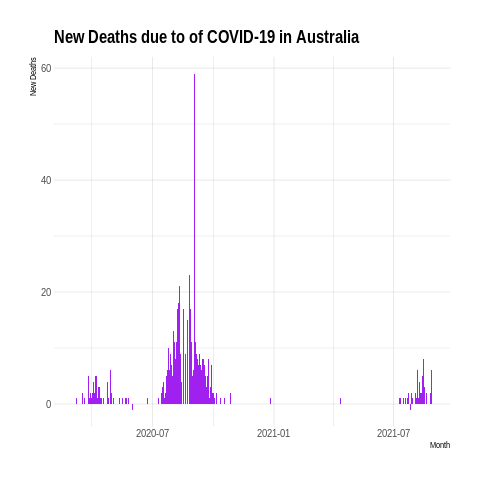 New Deaths due to of COVID-19 in Australia
New Deaths
60
40
20
0
2020-07
2021-01
2021-07
Month